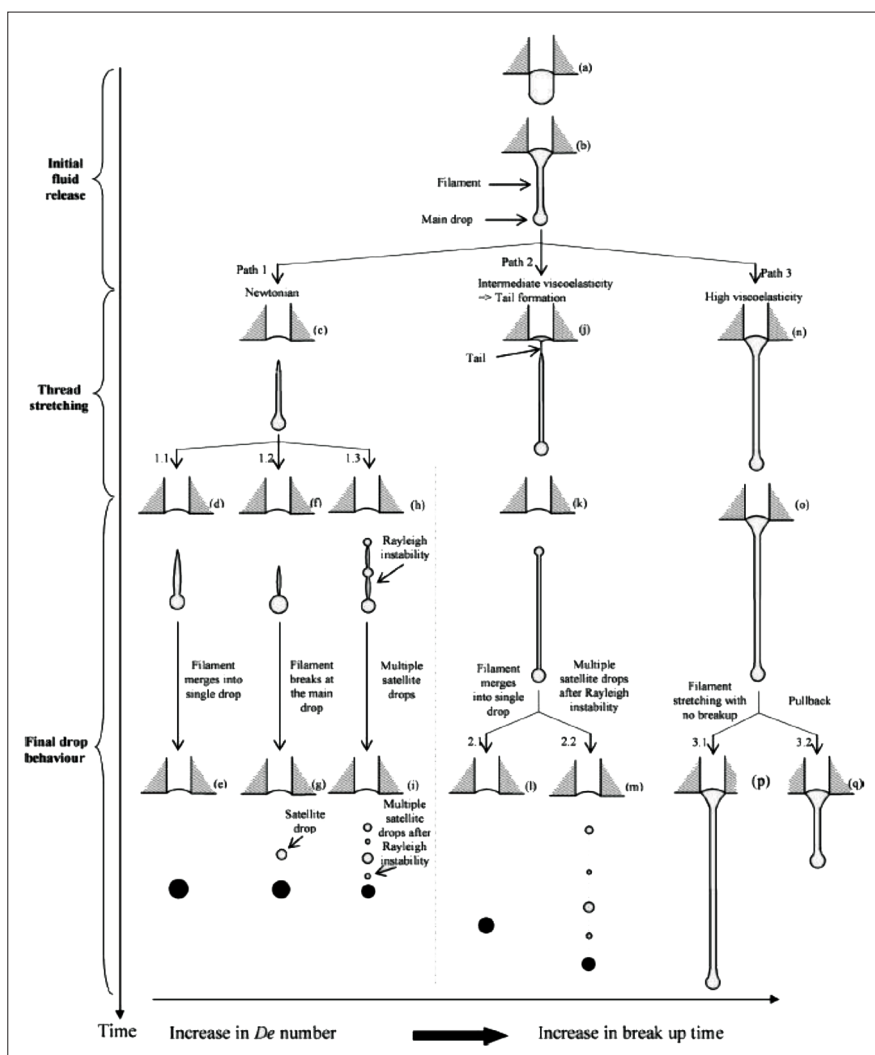 (a)
(b)
Initial
fluid
release
Filament
Main drop
Path 1
Path 2
Path 3
Newtonian
Intermediate viscoelasticity
=> Tail formation
High viscoelasticity
(c)
(j)
(n)
Tail
Thread
stretching
1.1
1.2
1.3
(d)
(f)
(h)
(k)
(o)
Rayleigh
instability
Filament
merges into
single drop
Filament
breaks at
the main
drop
Multiple
satellite
drops
Filament
merges
into single
drop
Multiple
satellite drops
after Rayleigh
instability
Filament
stretching with
no breakup
Pullback
Final drop
behaviour
2.1
2.2
3.1
3.2
(e)
(g)
(i)
(l)
(m)
(p)
(q)
Satellite
drop
Multiple
satellite
drops after
Rayleigh
instability
Time
Increase in De number
Increase in break up time